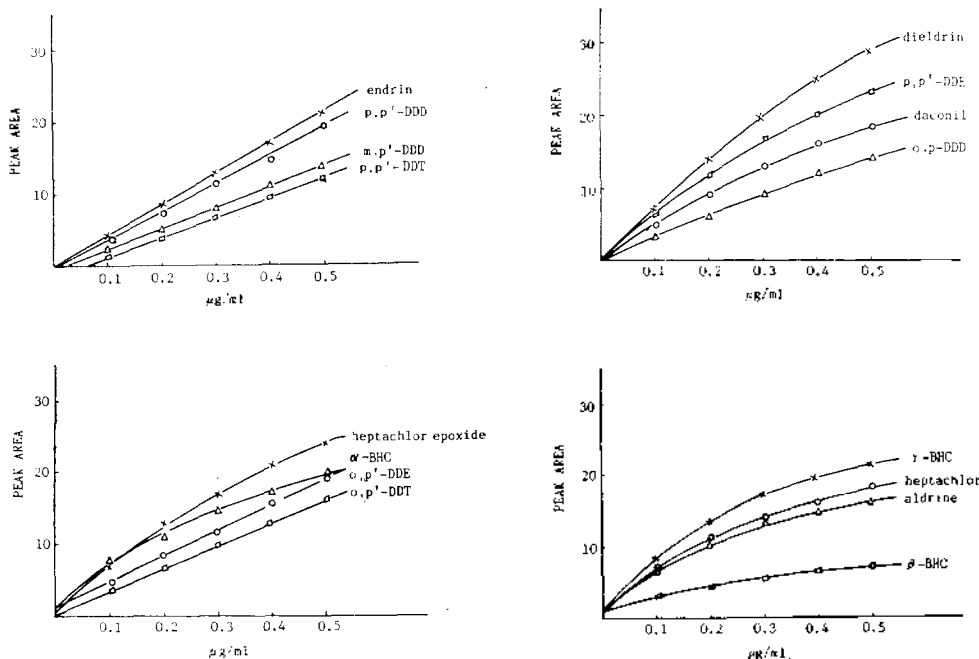 PEAK AREA
30
20
10
0
endrin
p,p'-DDD
m,p'-DDD
p,p'-DDT
0.1 0.2 0.3 0.4 0.5
µg/ml
PEAK AREA
30
20
10
0
dieldrin
p,p'-DDE
daconil
o,p-DDD
0.1 0.2 0.3 0.4 0.5
µg/ml
PEAK AREA
30
20
10
0
heptachlor epoxide
α-BHC
o,p'-DDE
o,p'-DDT
0.1 0.2 0.3 0.4 0.5
µg/ml
PEAK AREA
30
20
10
0
γ-BHC
heptachlor
aldrine
β-BHC
0.1 0.2 0.3 0.4 0.5
µg/ml.